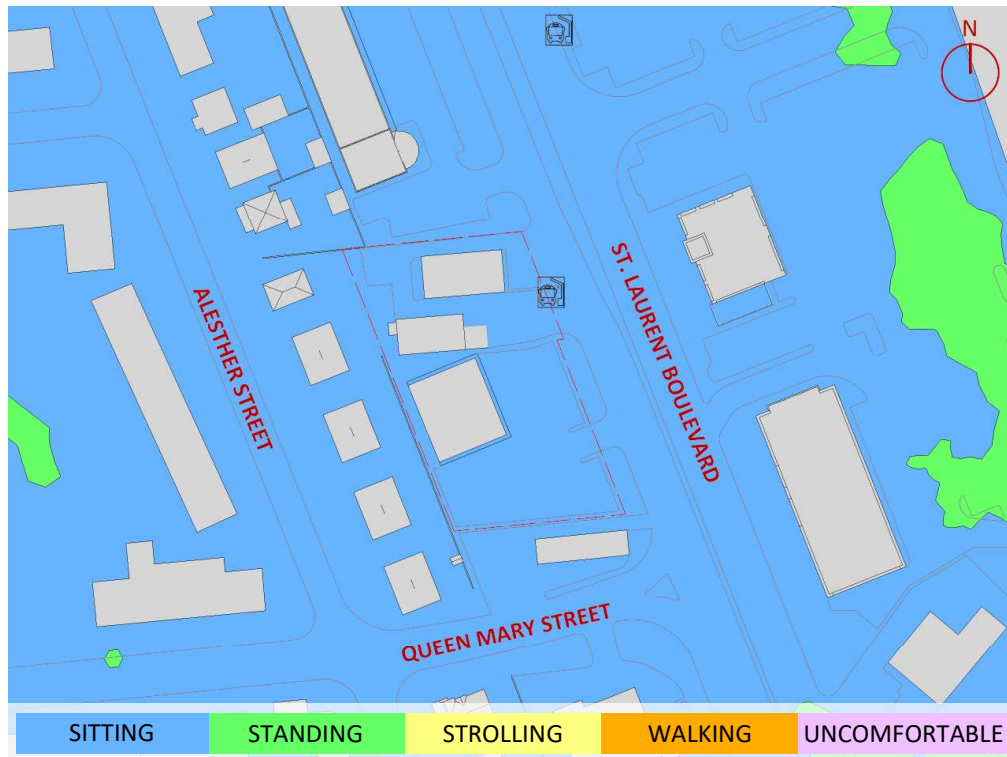 N
ST. LAURENT BOULEVARD
ALESTHER STREET
QUEEN MARY STREET
SITTING STANDING STROLLING WALKING UNCOMFORTABLE